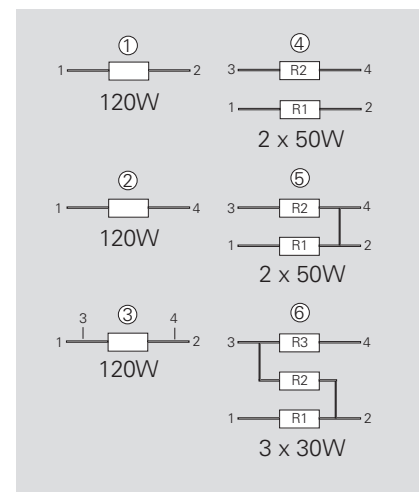 ①
1 2
120W
②
1 4
120W
③
3 4
1 2
120W
④
3 R2 4
1 R1 2
2 x 50W
⑤
3 R2 4
1 R1 2
2 x 50W
⑥
3 R3 4
R2
1 R1 2
3 x 30W